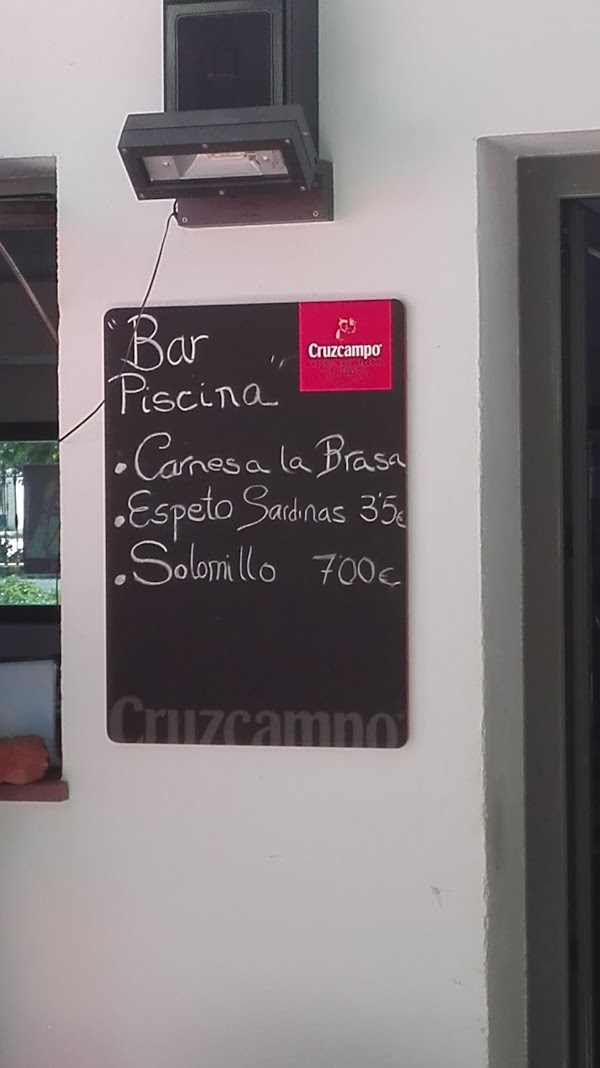 "Bar
Piscina"
Cruzcampo
• Carnes a la Brasa
• Espeto Sardinas 3'5€
• Solomillo 7'00€
Cruzcampo